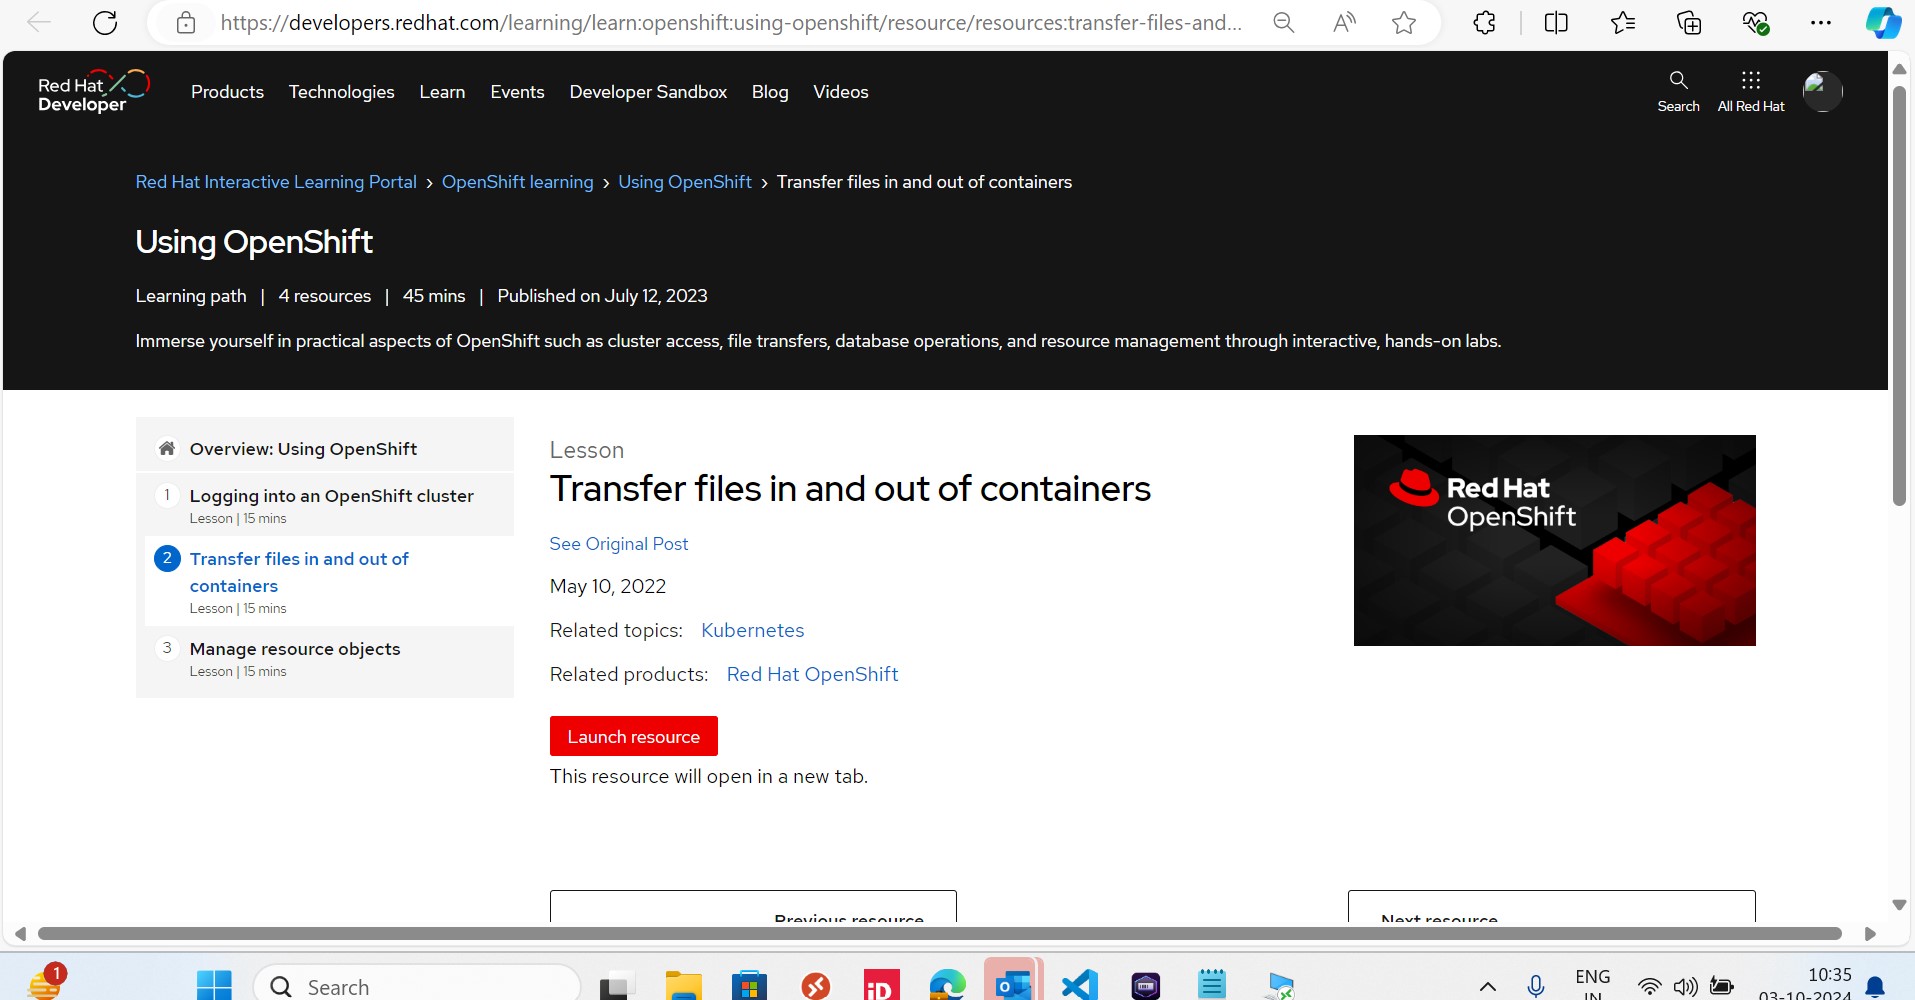 https://developers.redhat.com/learning/learn:openshift:using-openshift/resource/resources:transfer-files-and...
Red Hat
Developer
Products Technologies Learn Events Developer Sandbox Blog Videos
Search All Red Hat
Red Hat Interactive Learning Portal › OpenShift learning › Using OpenShift › Transfer files in and out of containers
Using OpenShift
Learning path | 4 resources | 45 mins | Published on July 12, 2023
Immerse yourself in practical aspects of OpenShift such as cluster access, file transfers, database operations, and resource management through interactive, hands-on labs.
Overview: Using OpenShift
1 Logging into an OpenShift cluster
Lesson | 15 mins
2 Transfer files in and out of
containers
Lesson | 15 mins
3 Manage resource objects
Lesson | 15 mins
Lesson
Transfer files in and out of containers
See Original Post
May 10, 2022
Related topics: Kubernetes
Related products: Red Hat OpenShift
Launch resource
This resource will open in a new tab.
Red Hat
OpenShift
Previous resource
Next resource
1
Search
iD
ENG
IN
10:35
03-10-2024